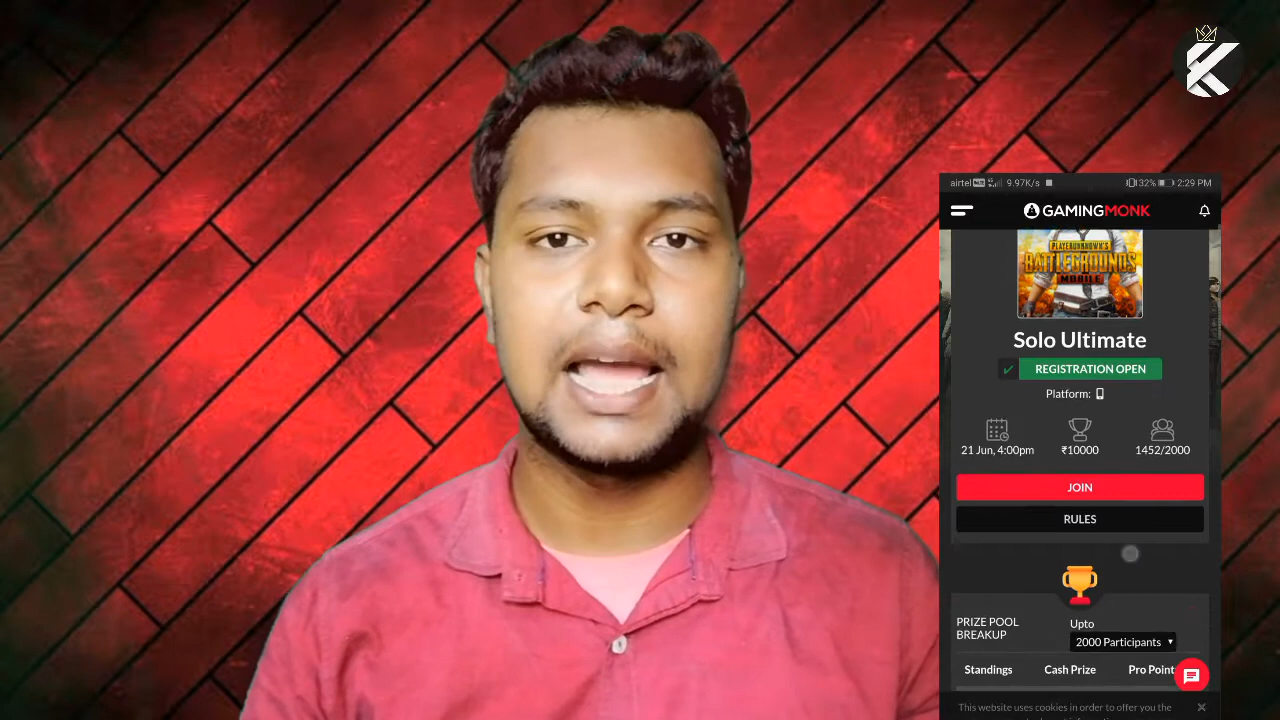 K
airtel 9.97K/s 32% 2:29 PM
GAMINGMONK
PLAYERUNKNOWN'S
BATTLEGROUNDS
MOBILE
Solo Ultimate
✓ REGISTRATION OPEN
Platform:
21 Jun, 4:00pm ₹10000 1452/2000
JOIN
RULES
PRIZE POOL
BREAKUP
Upto
2000 Participants
Standings Cash Prize Pro Point
This website uses cookies in order to offer you the